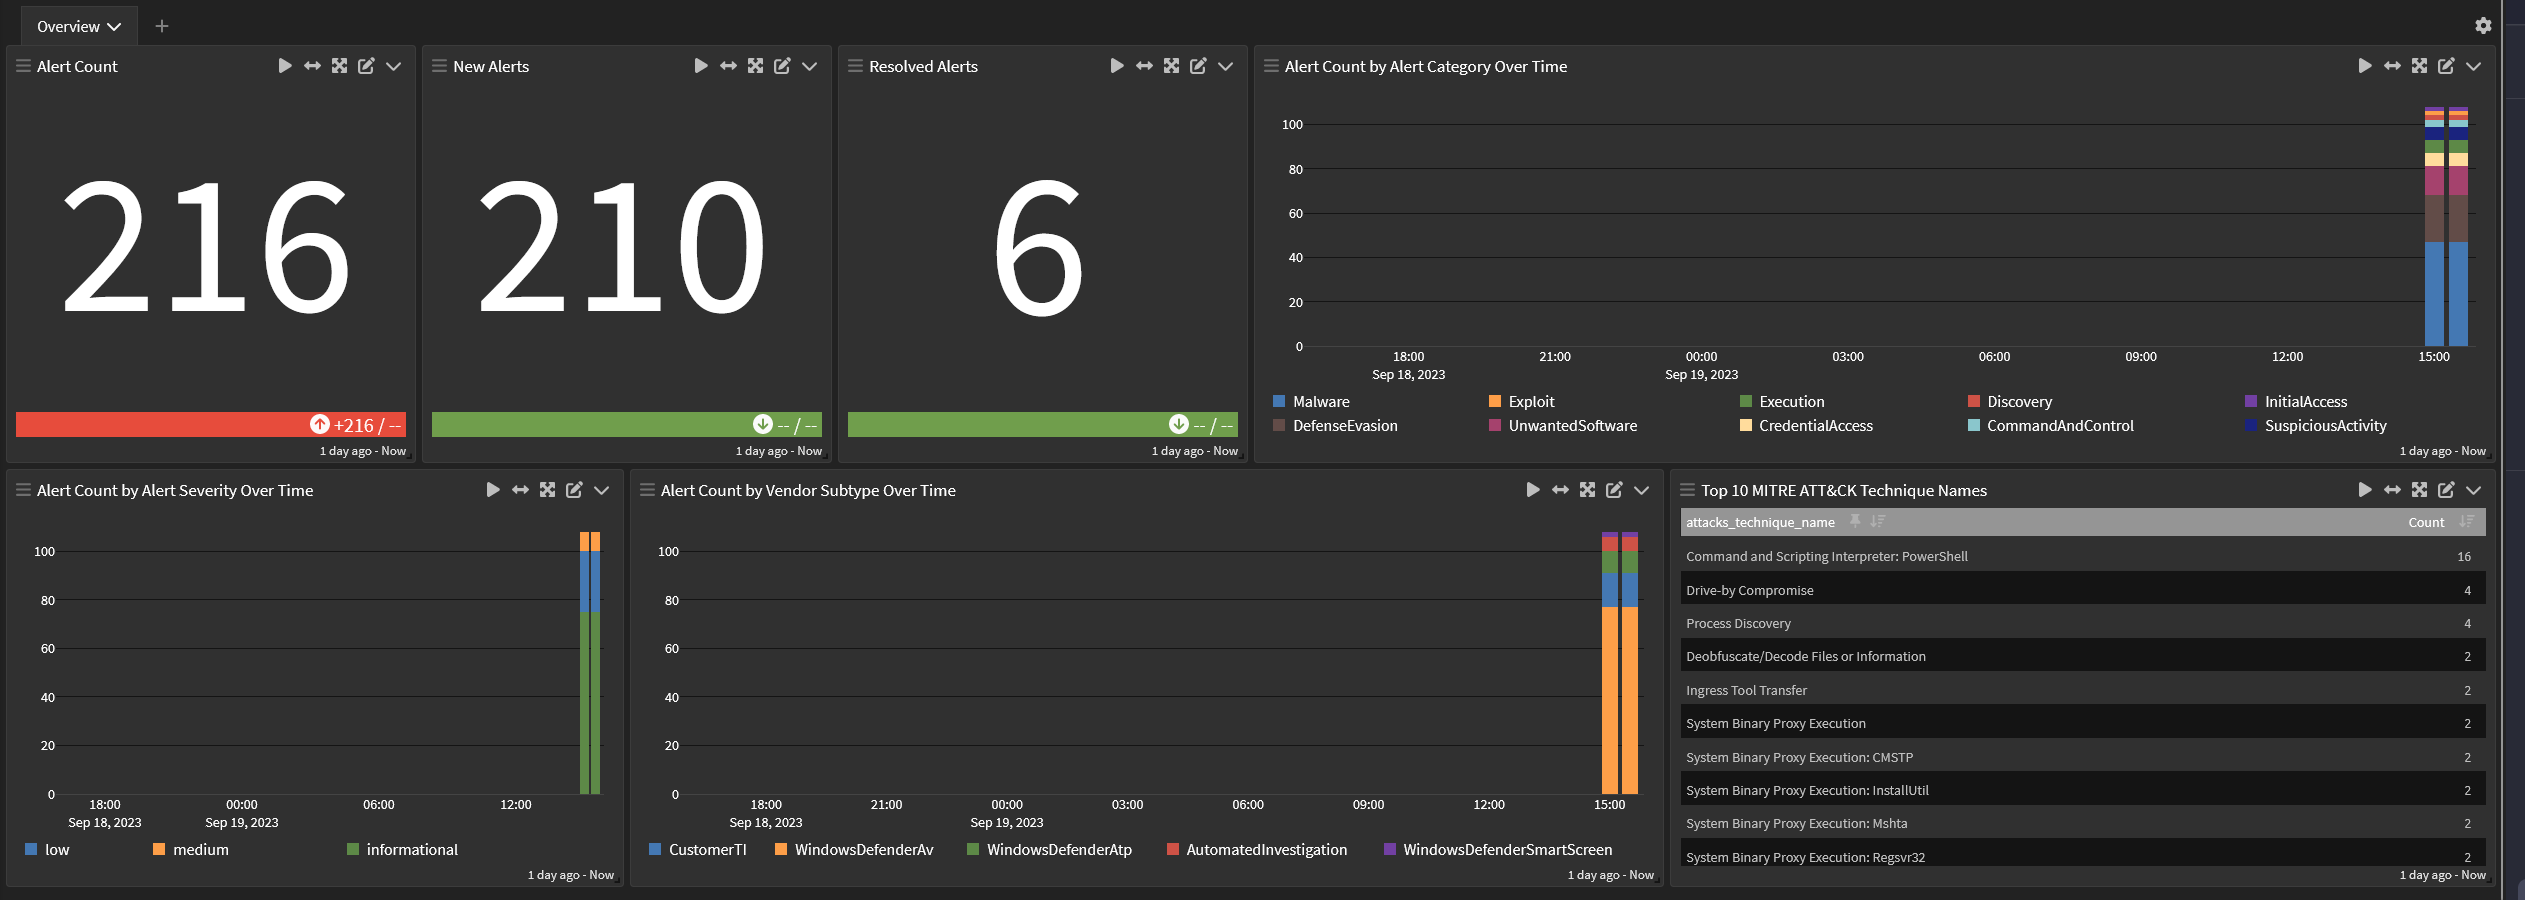 Overview
Alert Count
216
+216 / --
1 day ago - Now
New Alerts
210
-- / --
1 day ago - Now
Resolved Alerts
6
-- / --
1 day ago - Now
Alert Count by Alert Category Over Time
100
80
60
40
20
0
18:00 21:00 00:00 03:00 06:00 09:00 12:00 15:00
Sep 18, 2023 Sep 19, 2023
Malware Exploit Execution Discovery InitialAccess
DefenseEvasion UnwantedSoftware CredentialAccess CommandAndControl SuspiciousActivity
1 day ago - Now
Alert Count by Alert Severity Over Time
100
80
60
40
20
0
18:00 00:00 06:00 12:00
Sep 18, 2023 Sep 19, 2023
low medium informational
1 day ago - Now
Alert Count by Vendor Subtype Over Time
100
80
60
40
20
0
18:00 21:00 00:00 03:00 06:00 09:00 12:00 15:00
Sep 18, 2023 Sep 19, 2023
CustomerTI WindowsDefenderAv WindowsDefenderAtp AutomatedInvestigation WindowsDefenderSmartScreen
1 day ago - Now
Top 10 MITRE ATT&CK Technique Names
attacks_technique_name Count
Command and Scripting Interpreter: PowerShell 16
Drive-by Compromise 4
Process Discovery 4
Deobfuscate/Decode Files or Information 2
Ingress Tool Transfer 2
System Binary Proxy Execution 2
System Binary Proxy Execution: CMSTP 2
System Binary Proxy Execution: InstallUtil 2
System Binary Proxy Execution: Mshta 2
System Binary Proxy Execution: Regsvr32 2
1 day ago - Now